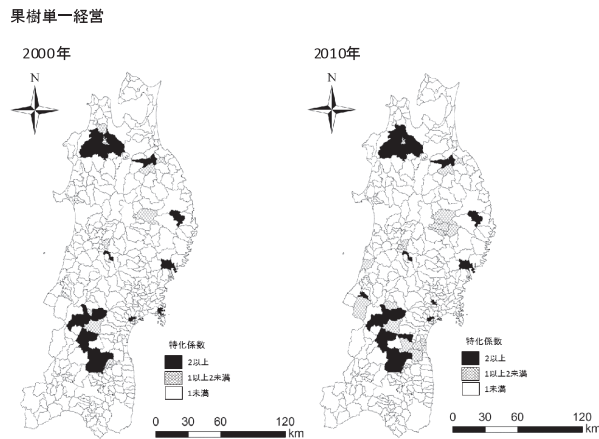 果樹単一経営
2000年
2010年
N
N
特化係数
2以上
1以上2未満
1未満
0 30 60 120
km
特化係数
2以上
1以上2未満
1未満
0 30 60 120
km